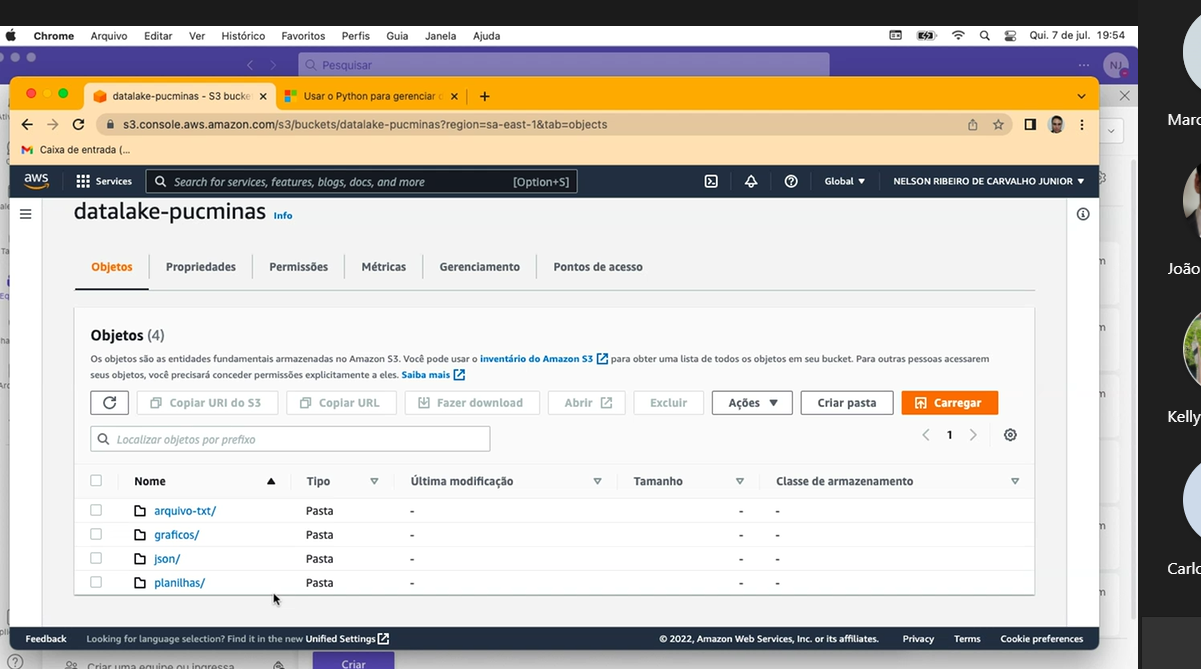 Chrome Arquivo Editar Ver Histórico Favoritos Perfis Guia Janela Ajuda Qui. 7 de jul. 19:54
Pesquisar NJ
datalake-pucminas - S3 bucke Usar o Python para gerenciar
s3.console.aws.amazon.com/s3/buckets/datalake-pucminas?region=sa-east-1&tab=objects
Caixa de entrada (...
aws Services Search for services, features, blogs, docs, and more [Option+S] Global NELSON RIBEIRO DE CARVALHO JUNIOR
datalake-pucminas Info
Objetos Propriedades Permissões Métricas Gerenciamento Pontos de acesso
Objetos (4)
Os objetos são as entidades fundamentais armazenadas no Amazon S3. Você pode usar o inventário do Amazon S3 para obter uma lista de todos os objetos em seu bucket. Para outras pessoas acessarem
seus objetos, você precisará conceder permissões explicitamente a eles. Saiba mais
Copiar URI do S3 Copiar URL Fazer download Abrir Excluir Ações Criar pasta Carregar
Localizar objetos por prefixo 1
Nome Tipo Última modificação Tamanho Classe de armazenamento
arquivo-txt/ Pasta - - -
graficos/ Pasta - - -
json/ Pasta - - -
planilhas/ Pasta - - -
Feedback Looking for language selection? Find it in the new Unified Settings © 2022, Amazon Web Services, Inc. or its affiliates. Privacy Terms Cookie preferences
Criar uma equipe ou ingressa Criar
Marc
João
Kelly
Carlo